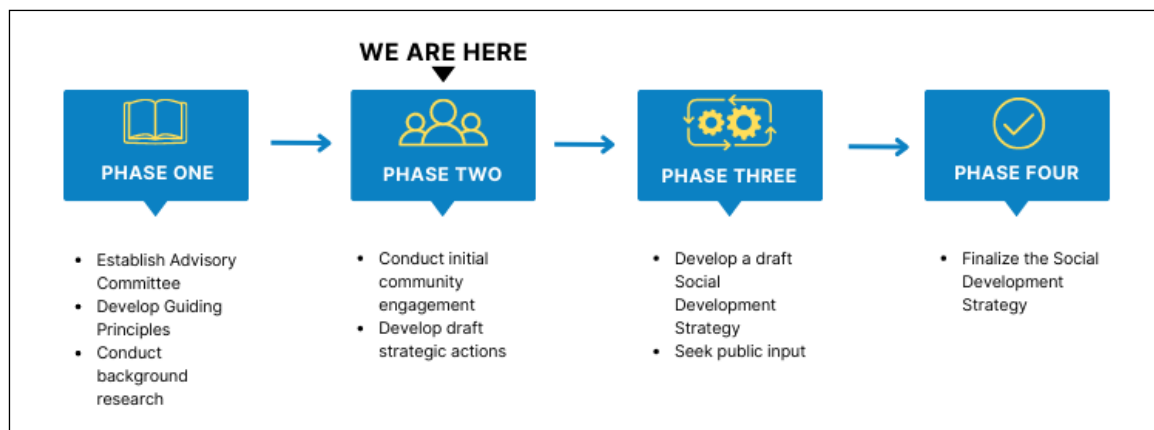 WE ARE HERE
PHASE ONE
PHASE TWO
PHASE THREE
PHASE FOUR
• Establish Advisory
Committee
• Develop Guiding
Principles
• Conduct
background
research
• Conduct initial
community
engagement
• Develop draft
strategic actions
• Develop a draft
Social
Development
Strategy
• Seek public input
• Finalize the Social
Development
Strategy